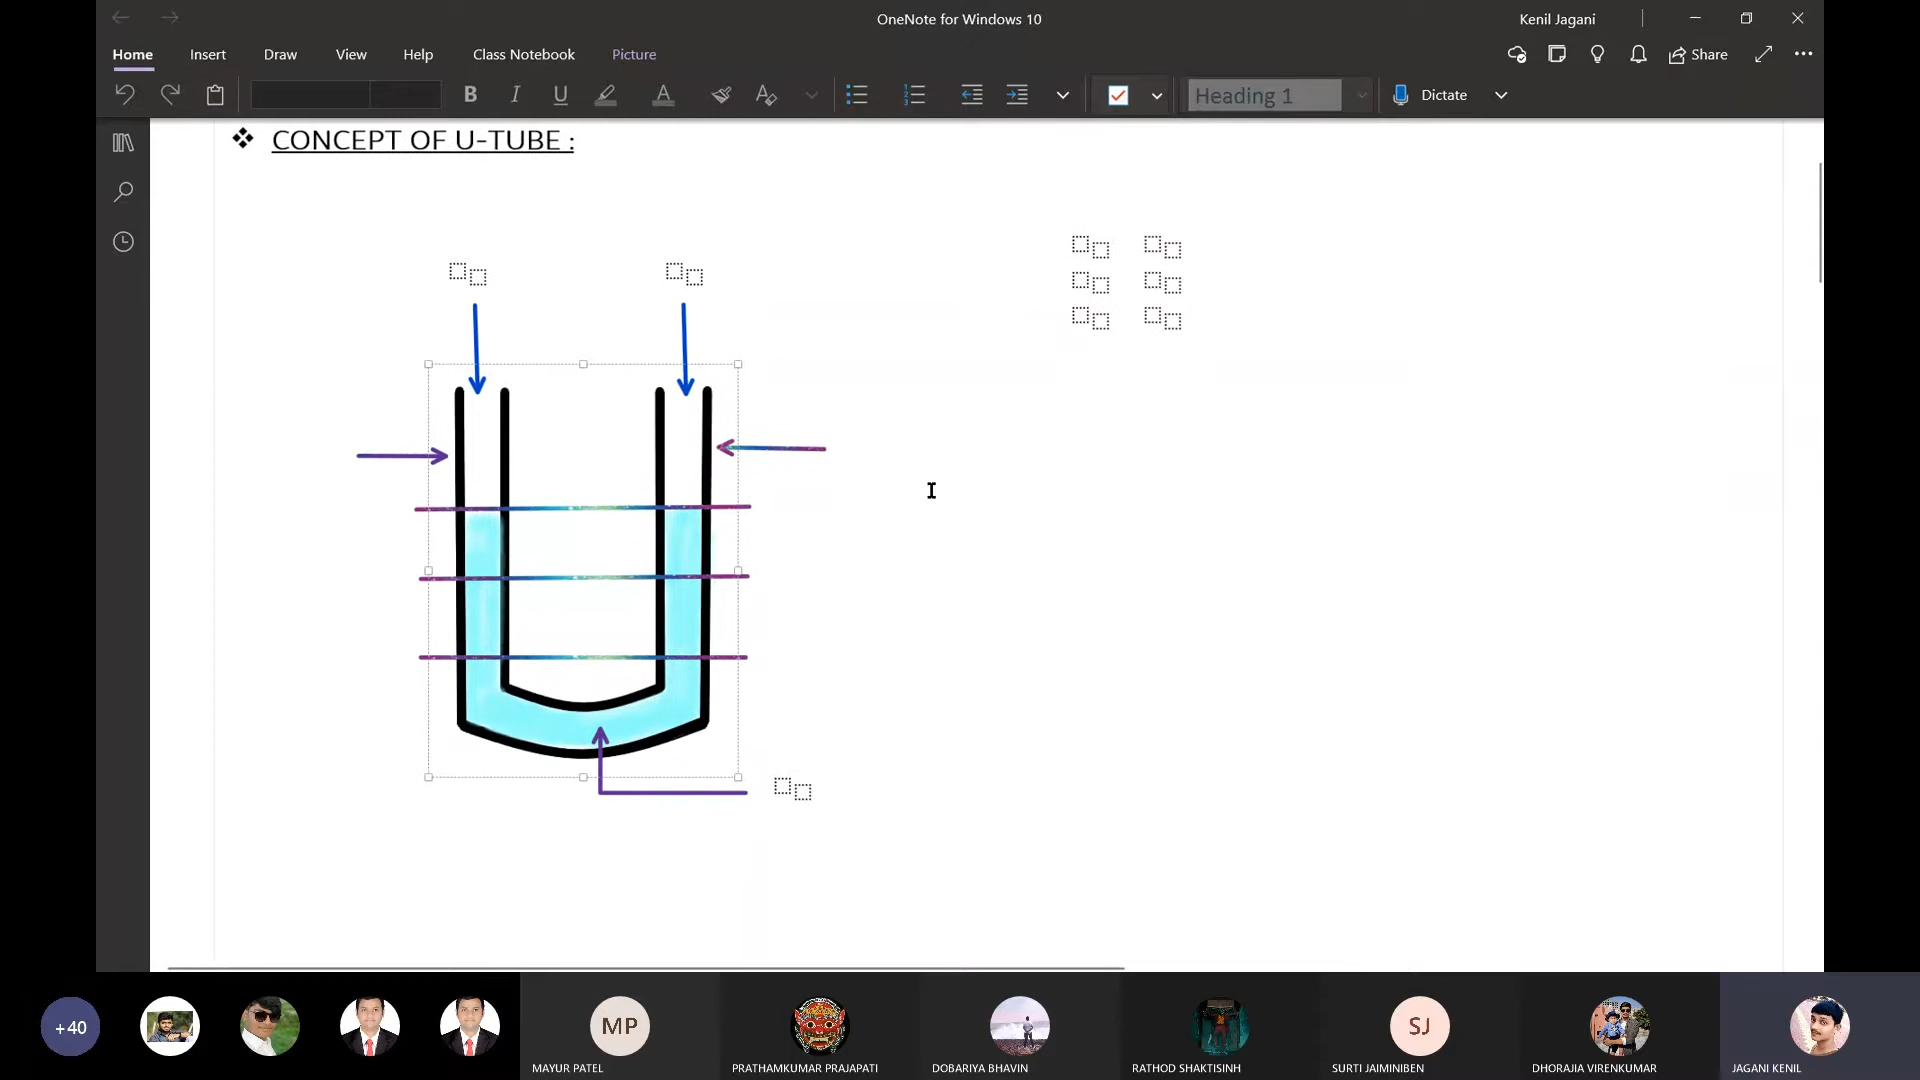 OneNote for Windows 10
Kenil Jagani
Home Insert Draw View Help Class Notebook Picture
Share
B I U A A Heading 1 Dictate
❖ CONCEPT OF U-TUBE :
+40
MP
SJ
MAYUR PATEL
PRATHAMKUMAR PRAJAPATI
DOBARIYA BHAVIN
RATHOD SHAKTISINH
SURTI JAIMINIBEN
DHORAJIA VIRENKUMAR
JAGANI KENIL